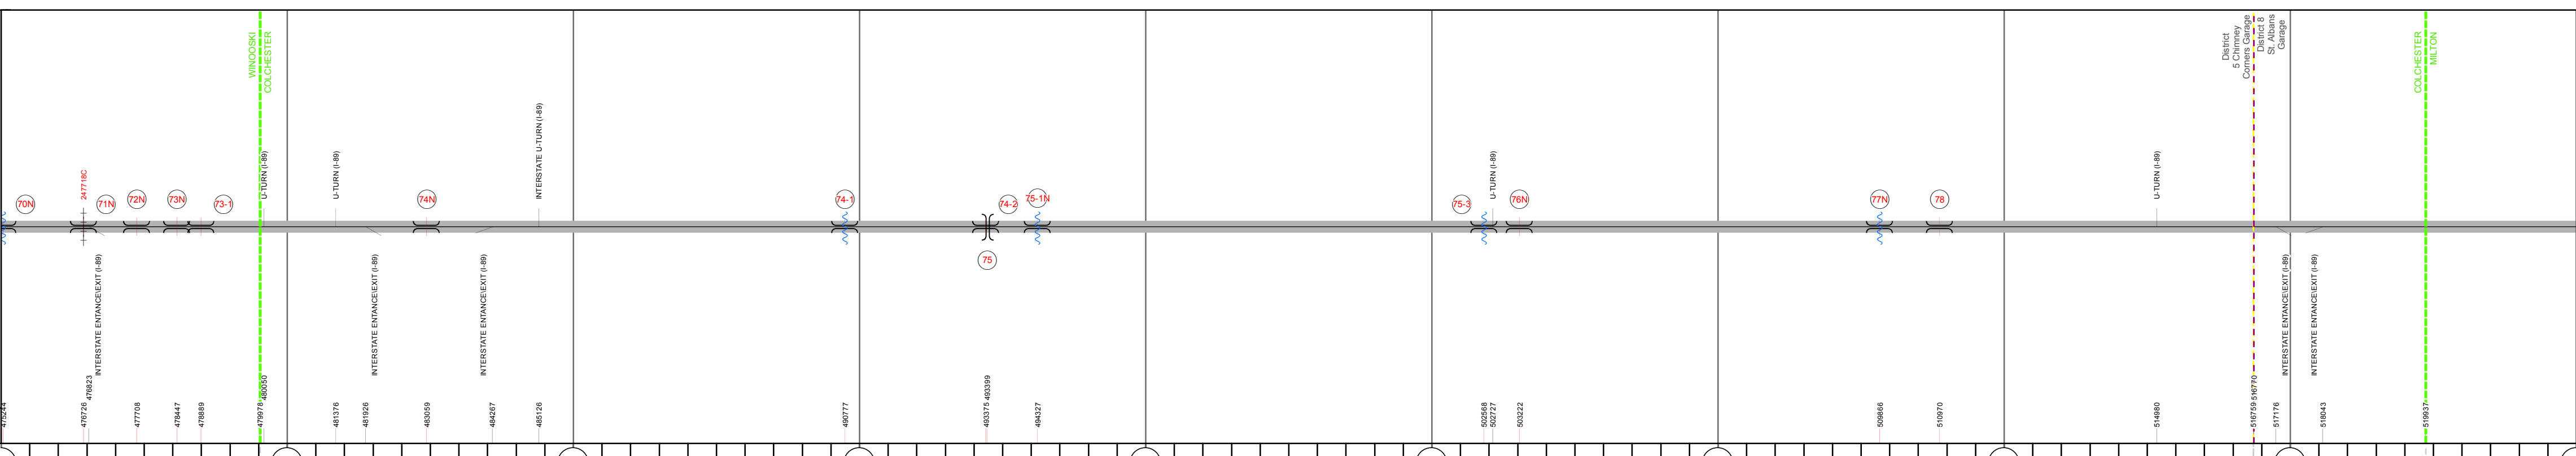 WINOOSKI
COLCHESTER
District
5 Chimney
Corners Garage
District 8
St. Albans
Garage
COLCHESTER
MILTON
247718C
U-TURN (I-89)
U-TURN (I-89)
INTERSTATE U-TURN (I-89)
U-TURN (I-89)
U-TURN (I-89)
70N
71N
72N
73N
73-1
74N
74-1
74-2
75-1N
75-3
76N
77N
78
75
INTERSTATE ENTANCE\EXIT (I-89)
INTERSTATE ENTANCE\EXIT (I-89)
INTERSTATE ENTANCE\EXIT (I-89)
INTERSTATE ENTANCE\EXIT (I-89)
INTERSTATE ENTANCE\EXIT (I-89)
475244
476726
476823
477708
478447
478889
479978
480050
481376
481926
483059
484267
485126
490777
493375 493399
494327
502568
502727
503222
509866
510970
514980
516759 516770
517176
518043
519937